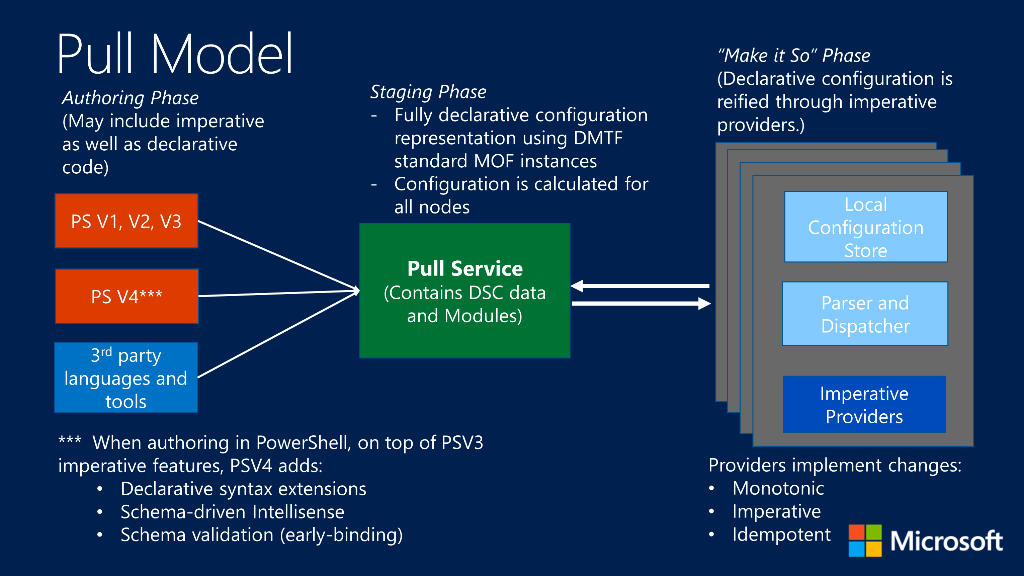 Pull Model
Authoring Phase
(May include imperative
as well as declarative
code)
PS V1, V2, V3
PS V4***
3rd party
languages and
tools
Staging Phase
- Fully declarative configuration
representation using DMTF
standard MOF instances
- Configuration is calculated for
all nodes
Pull Service
(Contains DSC data
and Modules)
“Make it So” Phase
(Declarative configuration is
reified through imperative
providers.)
Local
Configuration
Store
Parser and
Dispatcher
Imperative
Providers
*** When authoring in PowerShell, on top of PSV3
imperative features, PSV4 adds:
• Declarative syntax extensions
• Schema-driven Intellisense
• Schema validation (early-binding)
Providers implement changes:
• Monotonic
• Imperative
• Idempotent
Microsoft